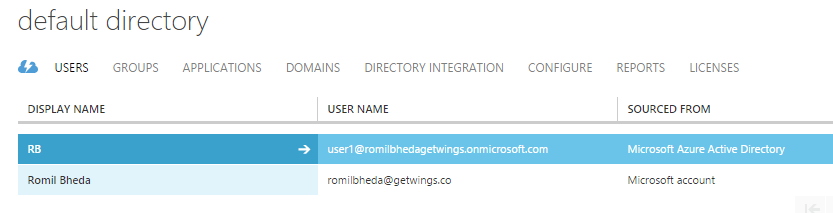 default directory
USERS GROUPS APPLICATIONS DOMAINS DIRECTORY INTEGRATION CONFIGURE REPORTS LICENSES
DISPLAY NAME USER NAME SOURCED FROM
RB user1@romilbhedagetwings.onmicrosoft.com Microsoft Azure Active Directory
Romil Bheda romilbheda@getwings.co Microsoft account